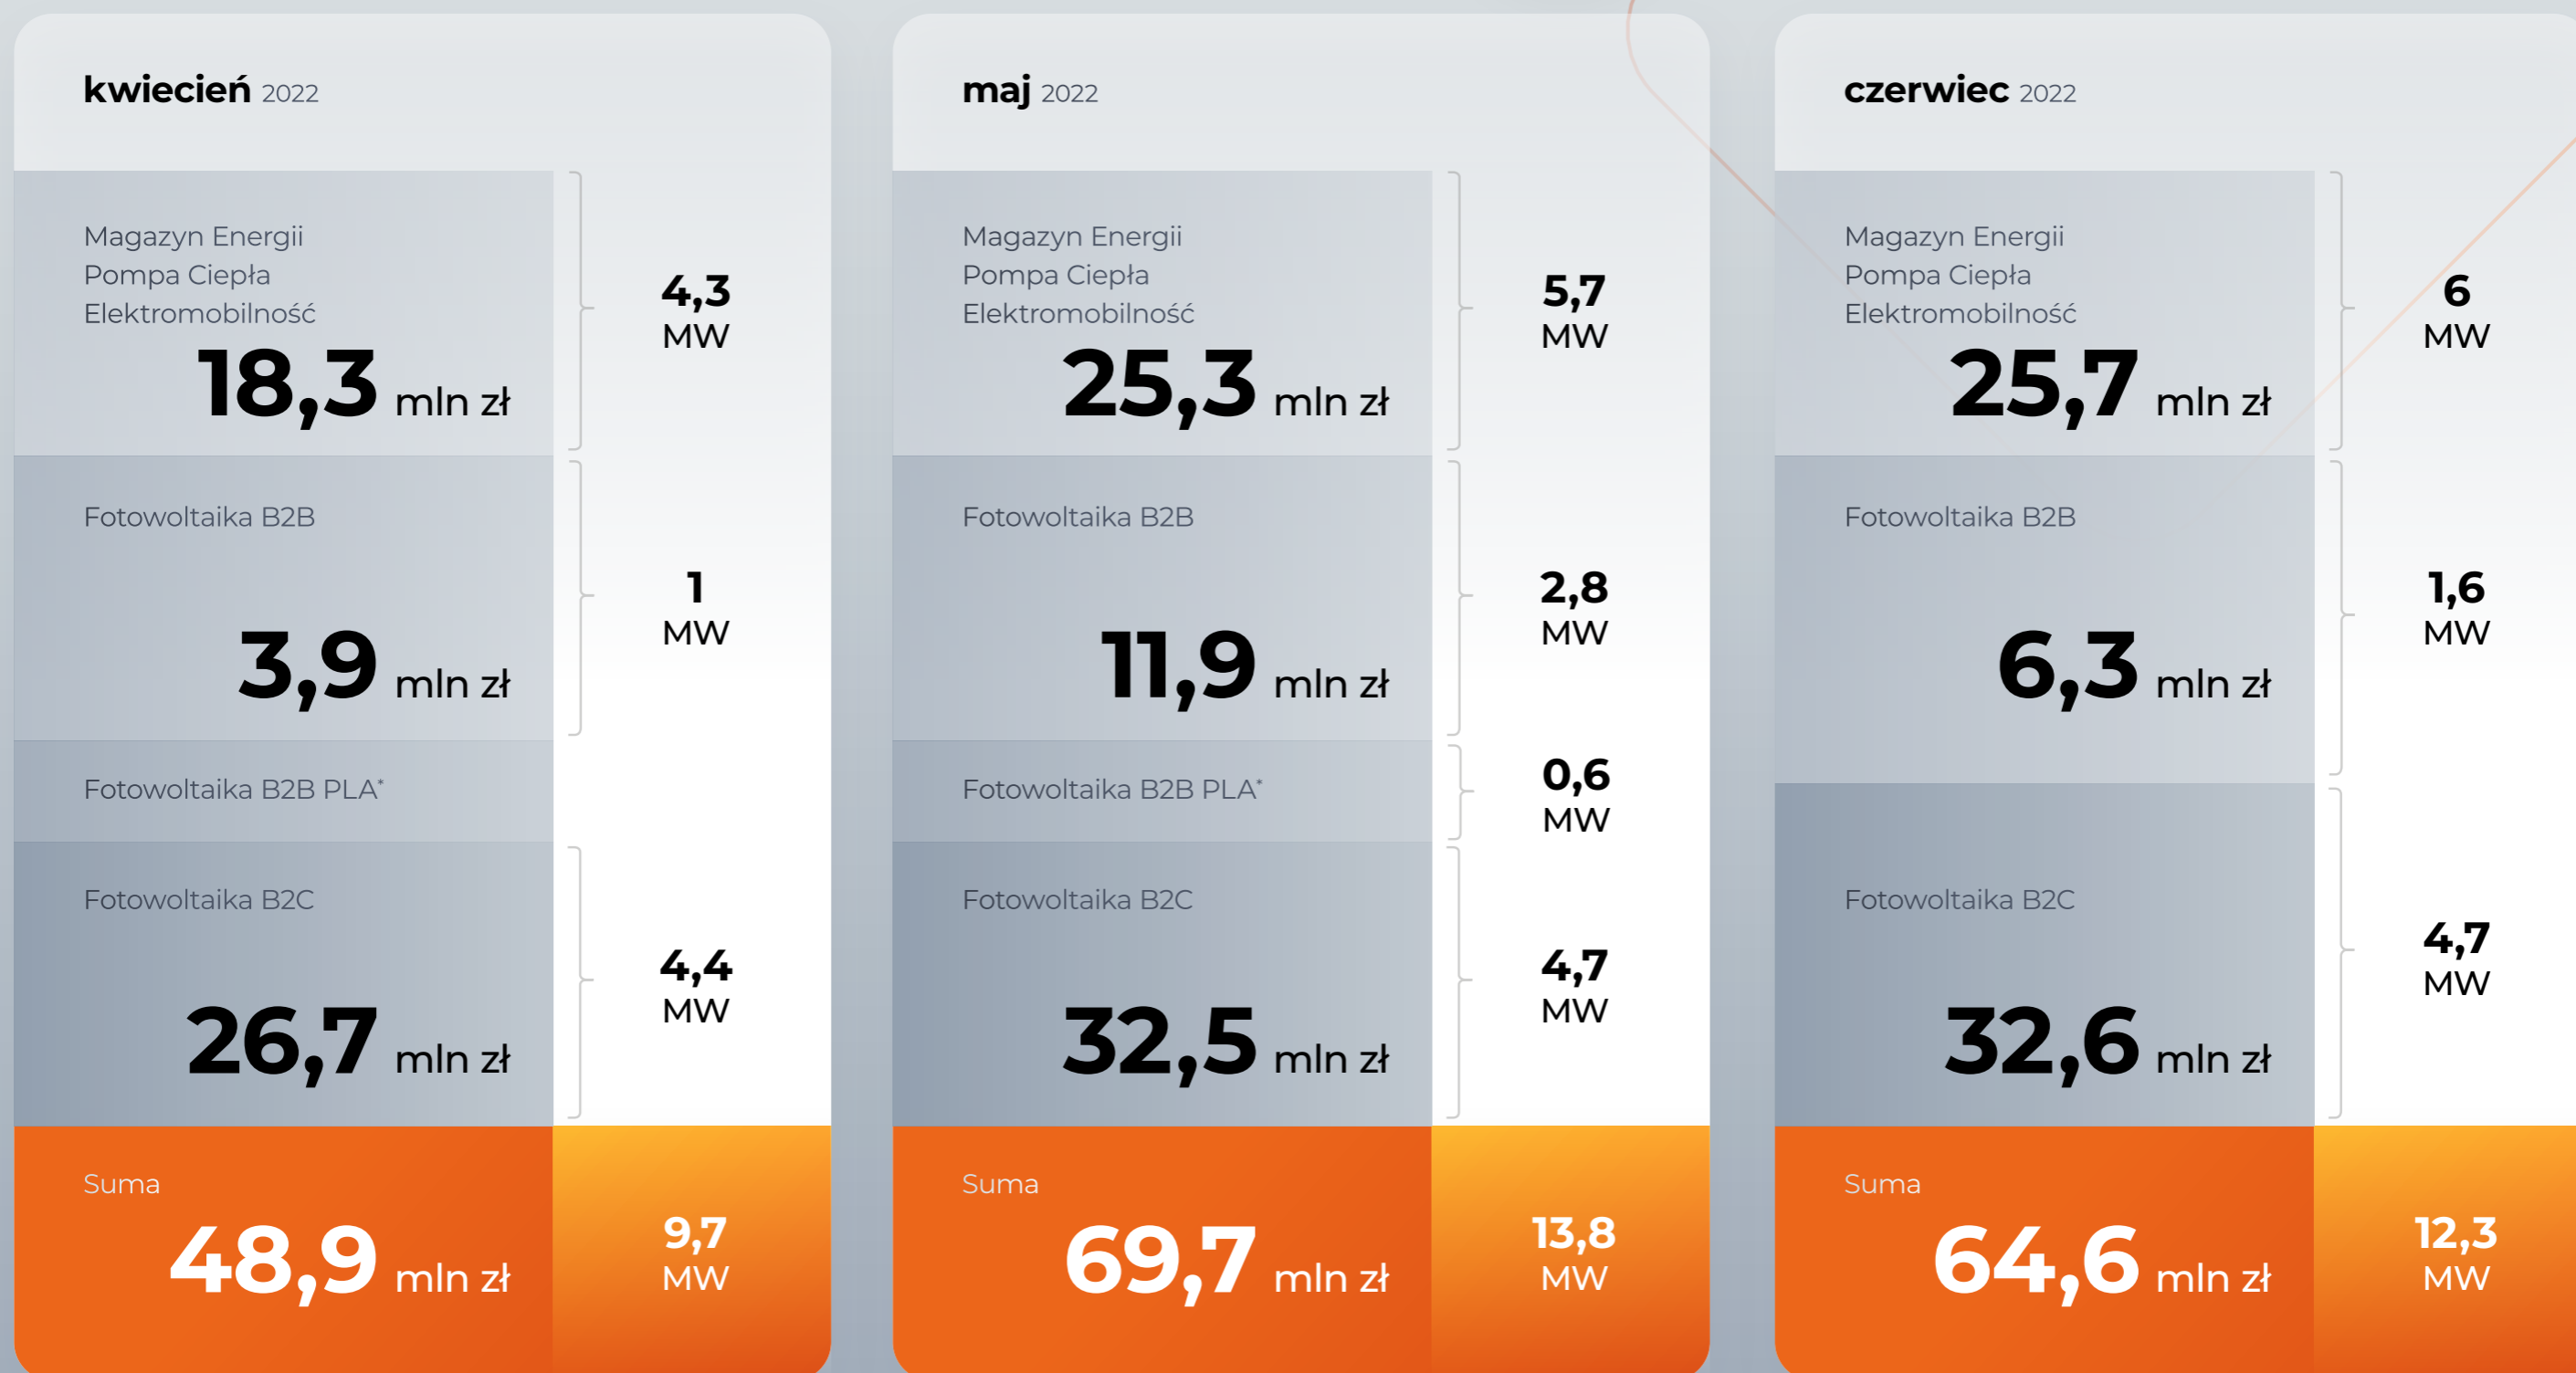 kwiecień 2022
Magazyn Energii
Pompa Ciepła
Elektromobilność
18,3 mln zł
4,3
MW
Fotowoltaika B2B
3,9 mln zł
1
MW
Fotowoltaika B2B PLA*
Fotowoltaika B2C
26,7 mln zł
4,4
MW
Suma
48,9 mln zł
9,7
MW
maj 2022
Magazyn Energii
Pompa Ciepła
Elektromobilność
25,3 mln zł
5,7
MW
Fotowoltaika B2B
11,9 mln zł
2,8
MW
Fotowoltaika B2B PLA*
0,6
MW
Fotowoltaika B2C
32,5 mln zł
4,7
MW
Suma
69,7 mln zł
13,8
MW
czerwiec 2022
Magazyn Energii
Pompa Ciepła
Elektromobilność
25,7 mln zł
6
MW
Fotowoltaika B2B
6,3 mln zł
1,6
MW
Fotowoltaika B2C
32,6 mln zł
4,7
MW
Suma
64,6 mln zł
12,3
MW